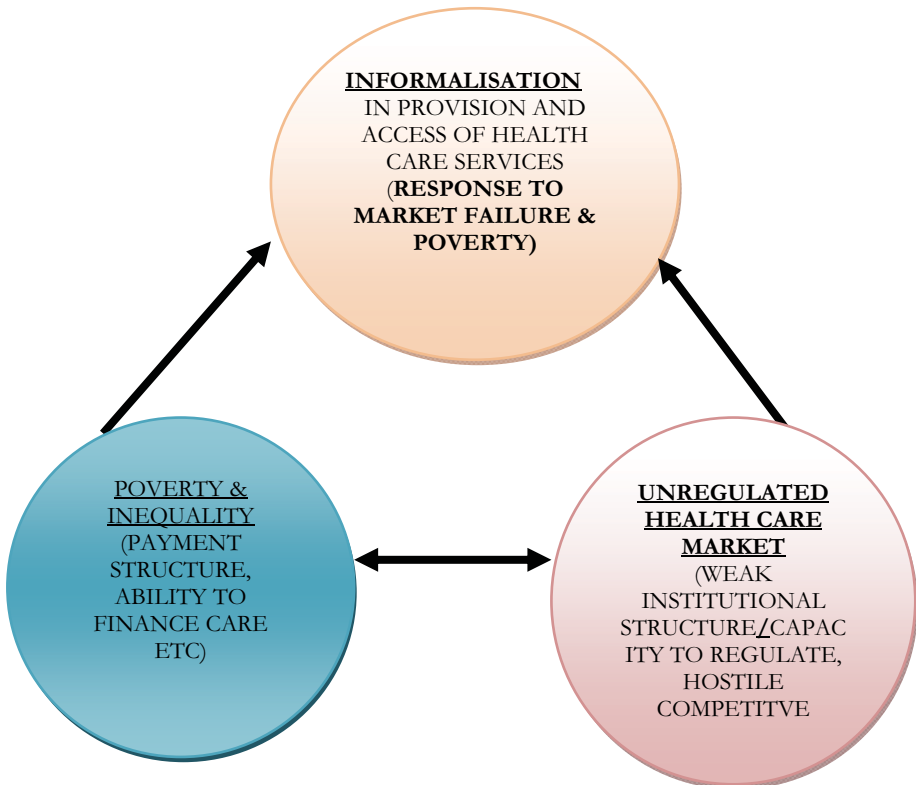 INFORMALISATION
IN PROVISION AND
ACCESS OF HEALTH
CARE SERVICES
(RESPONSE TO
MARKET FAILURE &
POVERTY)
POVERTY &
INEQUALITY
(PAYMENT
STRUCTURE,
ABILITY TO
FINANCE CARE
ETC)
UNREGULATED
HEALTH CARE
MARKET
(WEAK
INSTITUTIONAL
STRUCTURE/CAPAC
ITY TO REGULATE,
HOSTILE
COMPETITVE